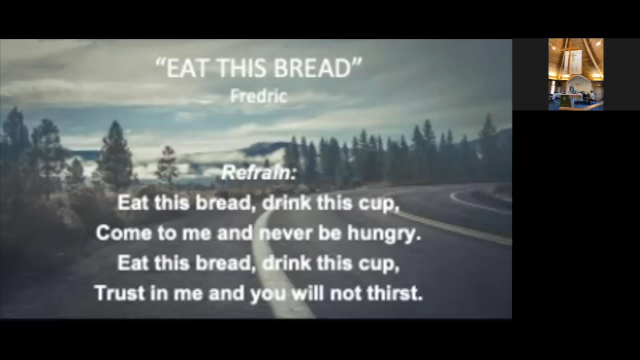 “EAT THIS BREAD”
Fredric
Refrain:
Eat this bread, drink this cup,
Come to me and never be hungry.
Eat this bread, drink this cup,
Trust in me and you will not thirst.